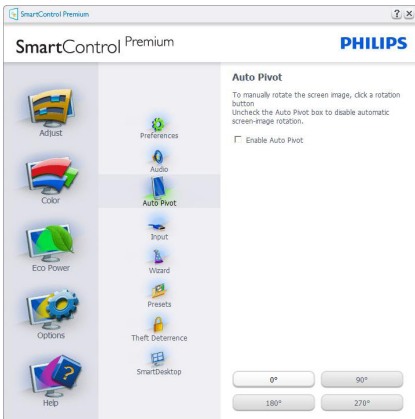 SmartControl Premium
? X
SmartControl Premium
PHILIPS
Adjust
Color
Eco Power
Options
Help
Preferences
Audio
Auto Pivot
Input
Wizard
Presets
Theft Deterrence
SmartDesktop
Auto Pivot
To manually rotate the screen image, click a rotation
button
Uncheck the Auto Pivot box to disable automatic
screen-image rotation.
Enable Auto Pivot
0° 90°
180° 270°